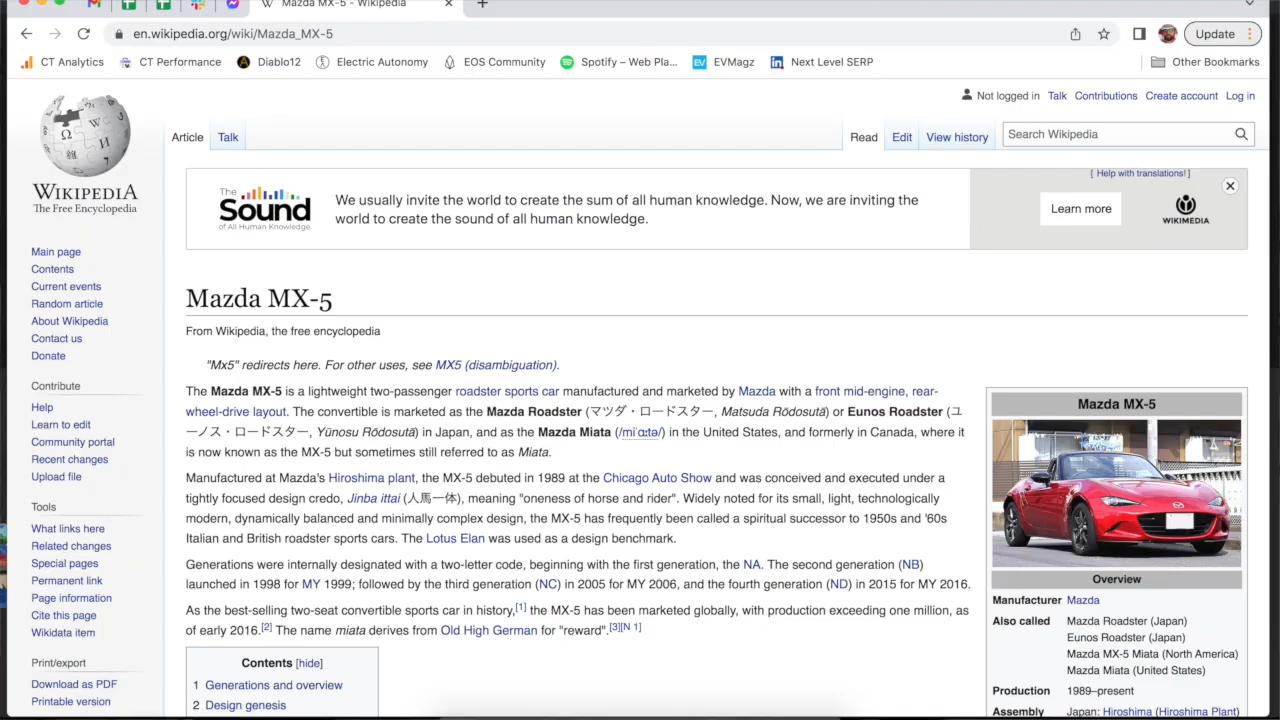 Mazda MX-5 - Wikipedia
en.wikipedia.org/wiki/Mazda_MX-5
Update
CT Analytics
CT Performance
Diablo12
Electric Autonomy
EOS Community
Spotify – Web Pla...
EVMagz
Next Level SERP
Other Bookmarks
Not logged in Talk Contributions Create account Log in
Article Talk
Read Edit View history
Search Wikipedia
WIKIPEDIA
The Free Encyclopedia
Main page
Contents
Current events
Random article
About Wikipedia
Contact us
Donate
Contribute
Help
Learn to edit
Community portal
Recent changes
Upload file
Tools
What links here
Related changes
Special pages
Permanent link
Page information
Cite this page
Wikidata item
Print/export
Download as PDF
Printable version
The
Sound
of All Human Knowledge.
We usually invite the world to create the sum of all human knowledge. Now, we are inviting the
world to create the sound of all human knowledge.
[ Help with translations! ]
Learn more
WIKIMEDIA
Mazda MX-5
From Wikipedia, the free encyclopedia
"Mx5" redirects here. For other uses, see MX5 (disambiguation).
The Mazda MX-5 is a lightweight two-passenger roadster sports car manufactured and marketed by Mazda with a front mid-engine, rear-
wheel-drive layout. The convertible is marketed as the Mazda Roadster (マツダ・ロードスター, Matsuda Rōdosutā) or Eunos Roadster (ユ
ーノス・ロードスター, Yūnosu Rōdosutā) in Japan, and as the Mazda Miata (/miˈɑːtə/) in the United States, and formerly in Canada, where it
is now known as the MX-5 but sometimes still referred to as Miata.
Manufactured at Mazda's Hiroshima plant, the MX-5 debuted in 1989 at the Chicago Auto Show and was conceived and executed under a
tightly focused design credo, Jinba ittai (人馬一体), meaning "oneness of horse and rider". Widely noted for its small, light, technologically
modern, dynamically balanced and minimally complex design, the MX-5 has frequently been called a spiritual successor to 1950s and '60s
Italian and British roadster sports cars. The Lotus Elan was used as a design benchmark.
Generations were internally designated with a two-letter code, beginning with the first generation, the NA. The second generation (NB)
launched in 1998 for MY 1999; followed by the third generation (NC) in 2005 for MY 2006, and the fourth generation (ND) in 2015 for MY 2016.
As the best-selling two-seat convertible sports car in history,[1] the MX-5 has been marketed globally, with production exceeding one million, as
of early 2016.[2] The name miata derives from Old High German for "reward".[3][N 1]
Contents [hide]
1 Generations and overview
2 Design genesis
Mazda MX-5
Overview
Manufacturer Mazda
Also called Mazda Roadster (Japan)
Eunos Roadster (Japan)
Mazda MX-5 Miata (North America)
Mazda Miata (United States)
Production 1989–present
Assembly Japan: Hiroshima (Hiroshima Plant)